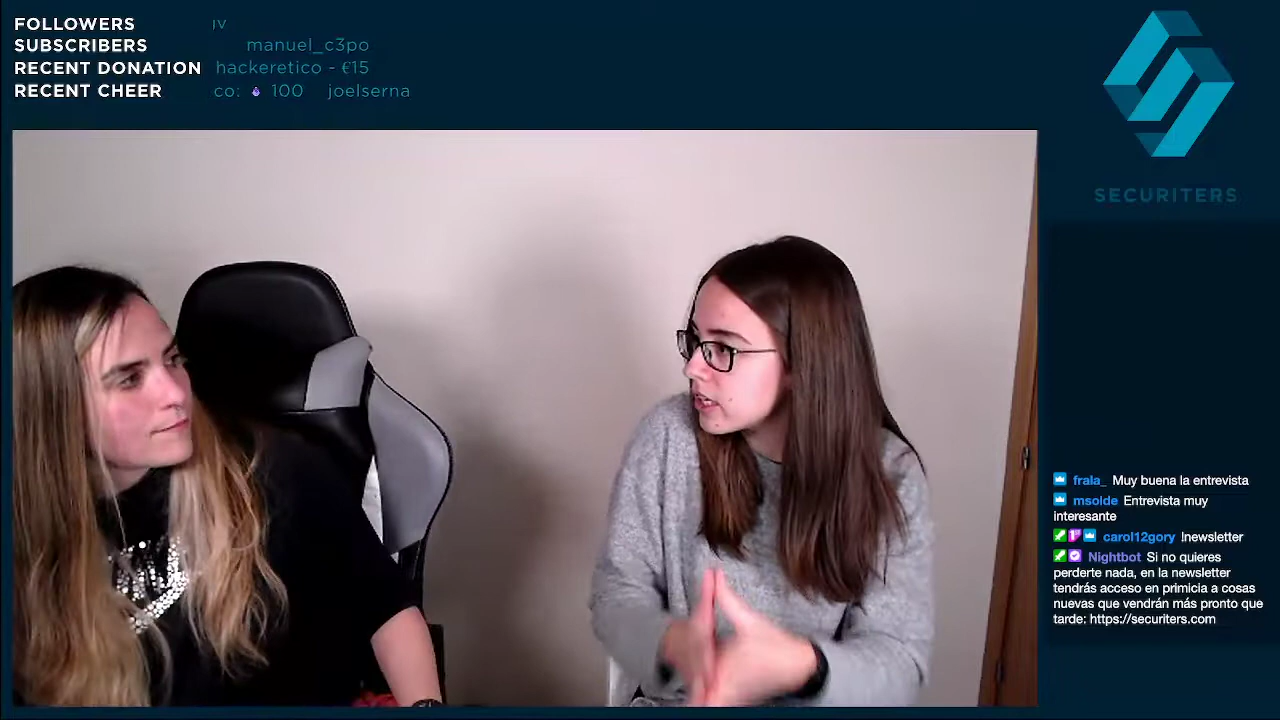 FOLLOWERS JV
SUBSCRIBERS manuel_c3po
RECENT DONATION hackeretico - €15
RECENT CHEER co: 100 joelserna
SECURITERS
frala_ Muy buena la entrevista
msolde Entrevista muy
interesante
carol12gory !newsletter
Nightbot Si no quieres
perderte nada, en la newsletter
tendrás acceso en primicia a cosas
nuevas que vendrán más pronto que
tarde: https://securiters.com